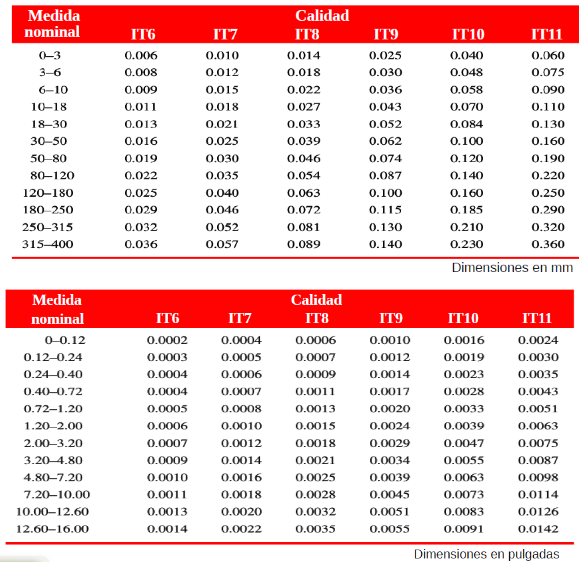 Medida Calidad
nominal IT6 IT7 IT8 IT9 IT10 IT11
0–3 0.006 0.010 0.014 0.025 0.040 0.060
3–6 0.008 0.012 0.018 0.030 0.048 0.075
6–10 0.009 0.015 0.022 0.036 0.058 0.090
10–18 0.011 0.018 0.027 0.043 0.070 0.110
18–30 0.013 0.021 0.033 0.052 0.084 0.130
30–50 0.016 0.025 0.039 0.062 0.100 0.160
50–80 0.019 0.030 0.046 0.074 0.120 0.190
80–120 0.022 0.035 0.054 0.087 0.140 0.220
120–180 0.025 0.040 0.063 0.100 0.160 0.250
180–250 0.029 0.046 0.072 0.115 0.185 0.290
250–315 0.032 0.052 0.081 0.130 0.210 0.320
315–400 0.036 0.057 0.089 0.140 0.230 0.360
Dimensiones en mm
Medida Calidad
nominal IT6 IT7 IT8 IT9 IT10 IT11
0–0.12 0.0002 0.0004 0.0006 0.0010 0.0016 0.0024
0.12–0.24 0.0003 0.0005 0.0007 0.0012 0.0019 0.0030
0.24–0.40 0.0004 0.0006 0.0009 0.0014 0.0023 0.0035
0.40–0.72 0.0004 0.0007 0.0011 0.0017 0.0028 0.0043
0.72–1.20 0.0005 0.0008 0.0013 0.0020 0.0033 0.0051
1.20–2.00 0.0006 0.0010 0.0015 0.0024 0.0039 0.0063
2.00–3.20 0.0007 0.0012 0.0018 0.0029 0.0047 0.0075
3.20–4.80 0.0009 0.0014 0.0021 0.0034 0.0055 0.0087
4.80–7.20 0.0010 0.0016 0.0025 0.0039 0.0063 0.0098
7.20–10.00 0.0011 0.0018 0.0028 0.0045 0.0073 0.0114
10.00–12.60 0.0013 0.0020 0.0032 0.0051 0.0083 0.0126
12.60–16.00 0.0014 0.0022 0.0035 0.0055 0.0091 0.0142
Dimensiones en pulgadas